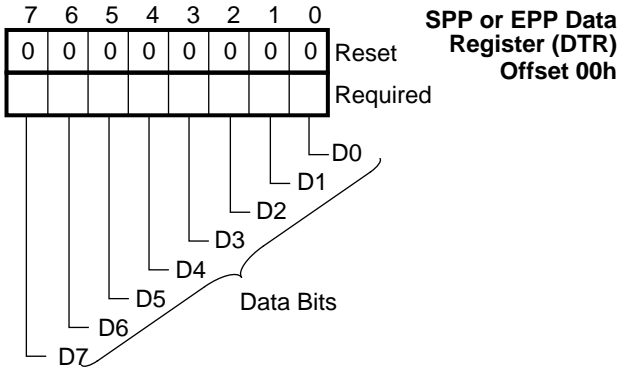 7 6 5 4 3 2 1 0
SPP or EPP Data
Register (DTR)
Offset 00h
0 0 0 0 0 0 0 0 Reset
Required
D0
D1
D2
D3
D4
D5
D6
D7
Data Bits